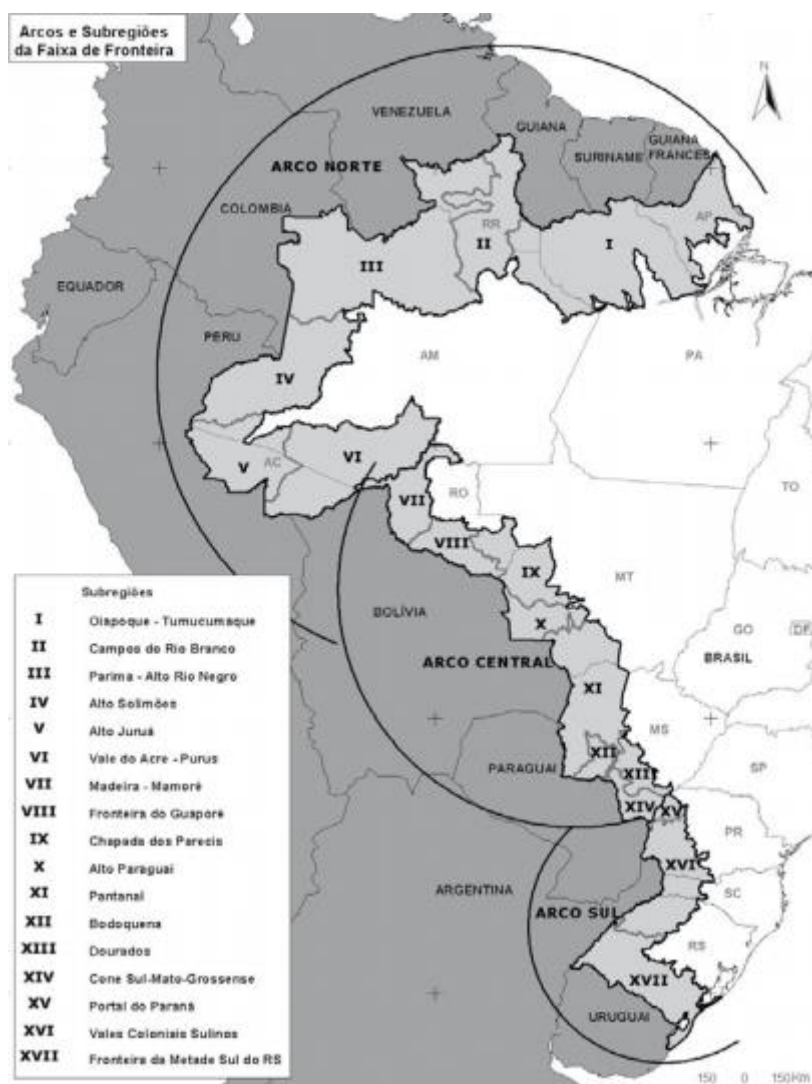 Arcos e Subregiões
da Faixa de Fronteira
N
VENEZUELA
GUIANA
GUIANA
FRANCESA
SURINAME
ARCO NORTE
COLOMBIA
AP
RR
I
II
III
EQUADOR
PERU
AM
PA
IV
VI
V
AC
TO
VII
RO
VIII
IX
MT
BOLÍVIA
X
GO
DF
BRASIL
ARCO CENTRAL
XI
MS
XII
PARAGUAI
XIII
SP
XIV
XV
PR
XVI
ARGENTINA
SC
ARCO SUL
RS
XVII
URUGUAI
Subregiões
I Oiapoque - Tumucumaque
II Campos do Rio Branco
III Parima - Alto Rio Negro
IV Alto Solimões
V Alto Juruá
VI Vale do Acre - Purus
VII Madeira - Mamoré
VIII Fronteira do Guaporé
IX Chapada dos Parecis
X Alto Paraguai
XI Pantanal
XII Bodoquena
XIII Dourados
XIV Cone Sul-Mato-Grossense
XV Portal do Paraná
XVI Vales Coloniais Sulinos
XVII Fronteira da Metade Sul do RS
150 0 150Km